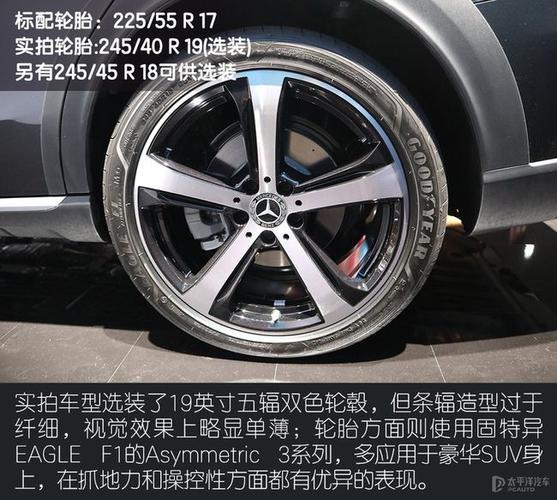 标配轮胎：225/55 R 17
实拍轮胎:245/40 R 19(选装)
另有245/45 R 18可供选装
GOODYEAR
EAGLE
实拍车型选装了19英寸五辐双色轮毂，但条辐造型过于
纤细，视觉效果上略显单薄；轮胎方面则使用固特异
EAGLE F1的Asymmetric 3系列，多应用于豪华SUV身
上，在抓地力和操控性方面都有优异的表现。
太平洋汽车
PCAUTO